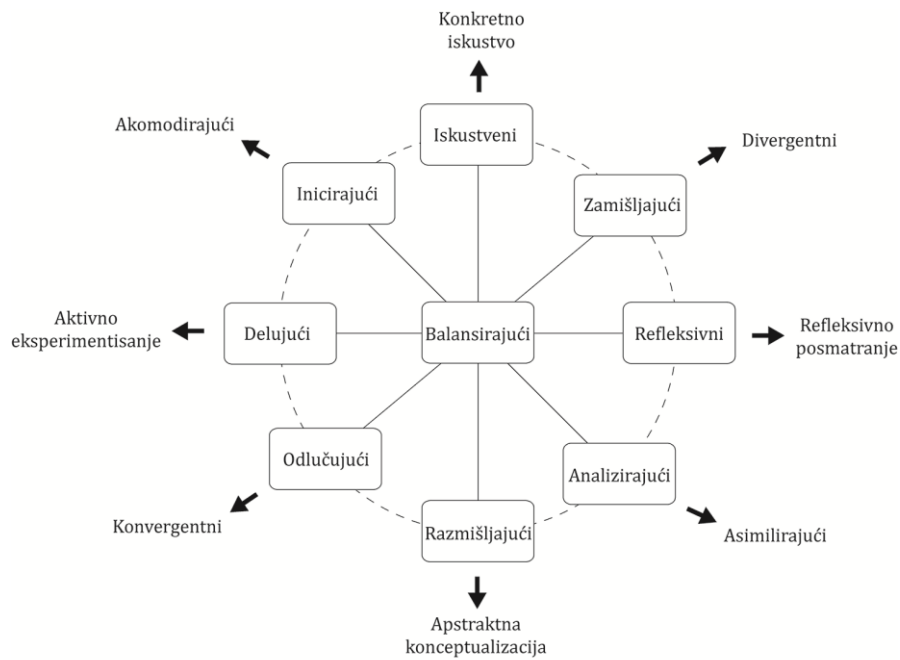 Konkretno
iskustvo
Akomodirajući
Iskustveni
Divergentni
Inicirajući
Zamišljajući
Aktivno
eksperimentisanje
Delujući
Balansirajući
Refleksivni
Refleksivno
posmatranje
Odlučujući
Analizirajući
Konvergentni
Razmišljajući
Asimilirajući
Apstraktna
konceptualizacija